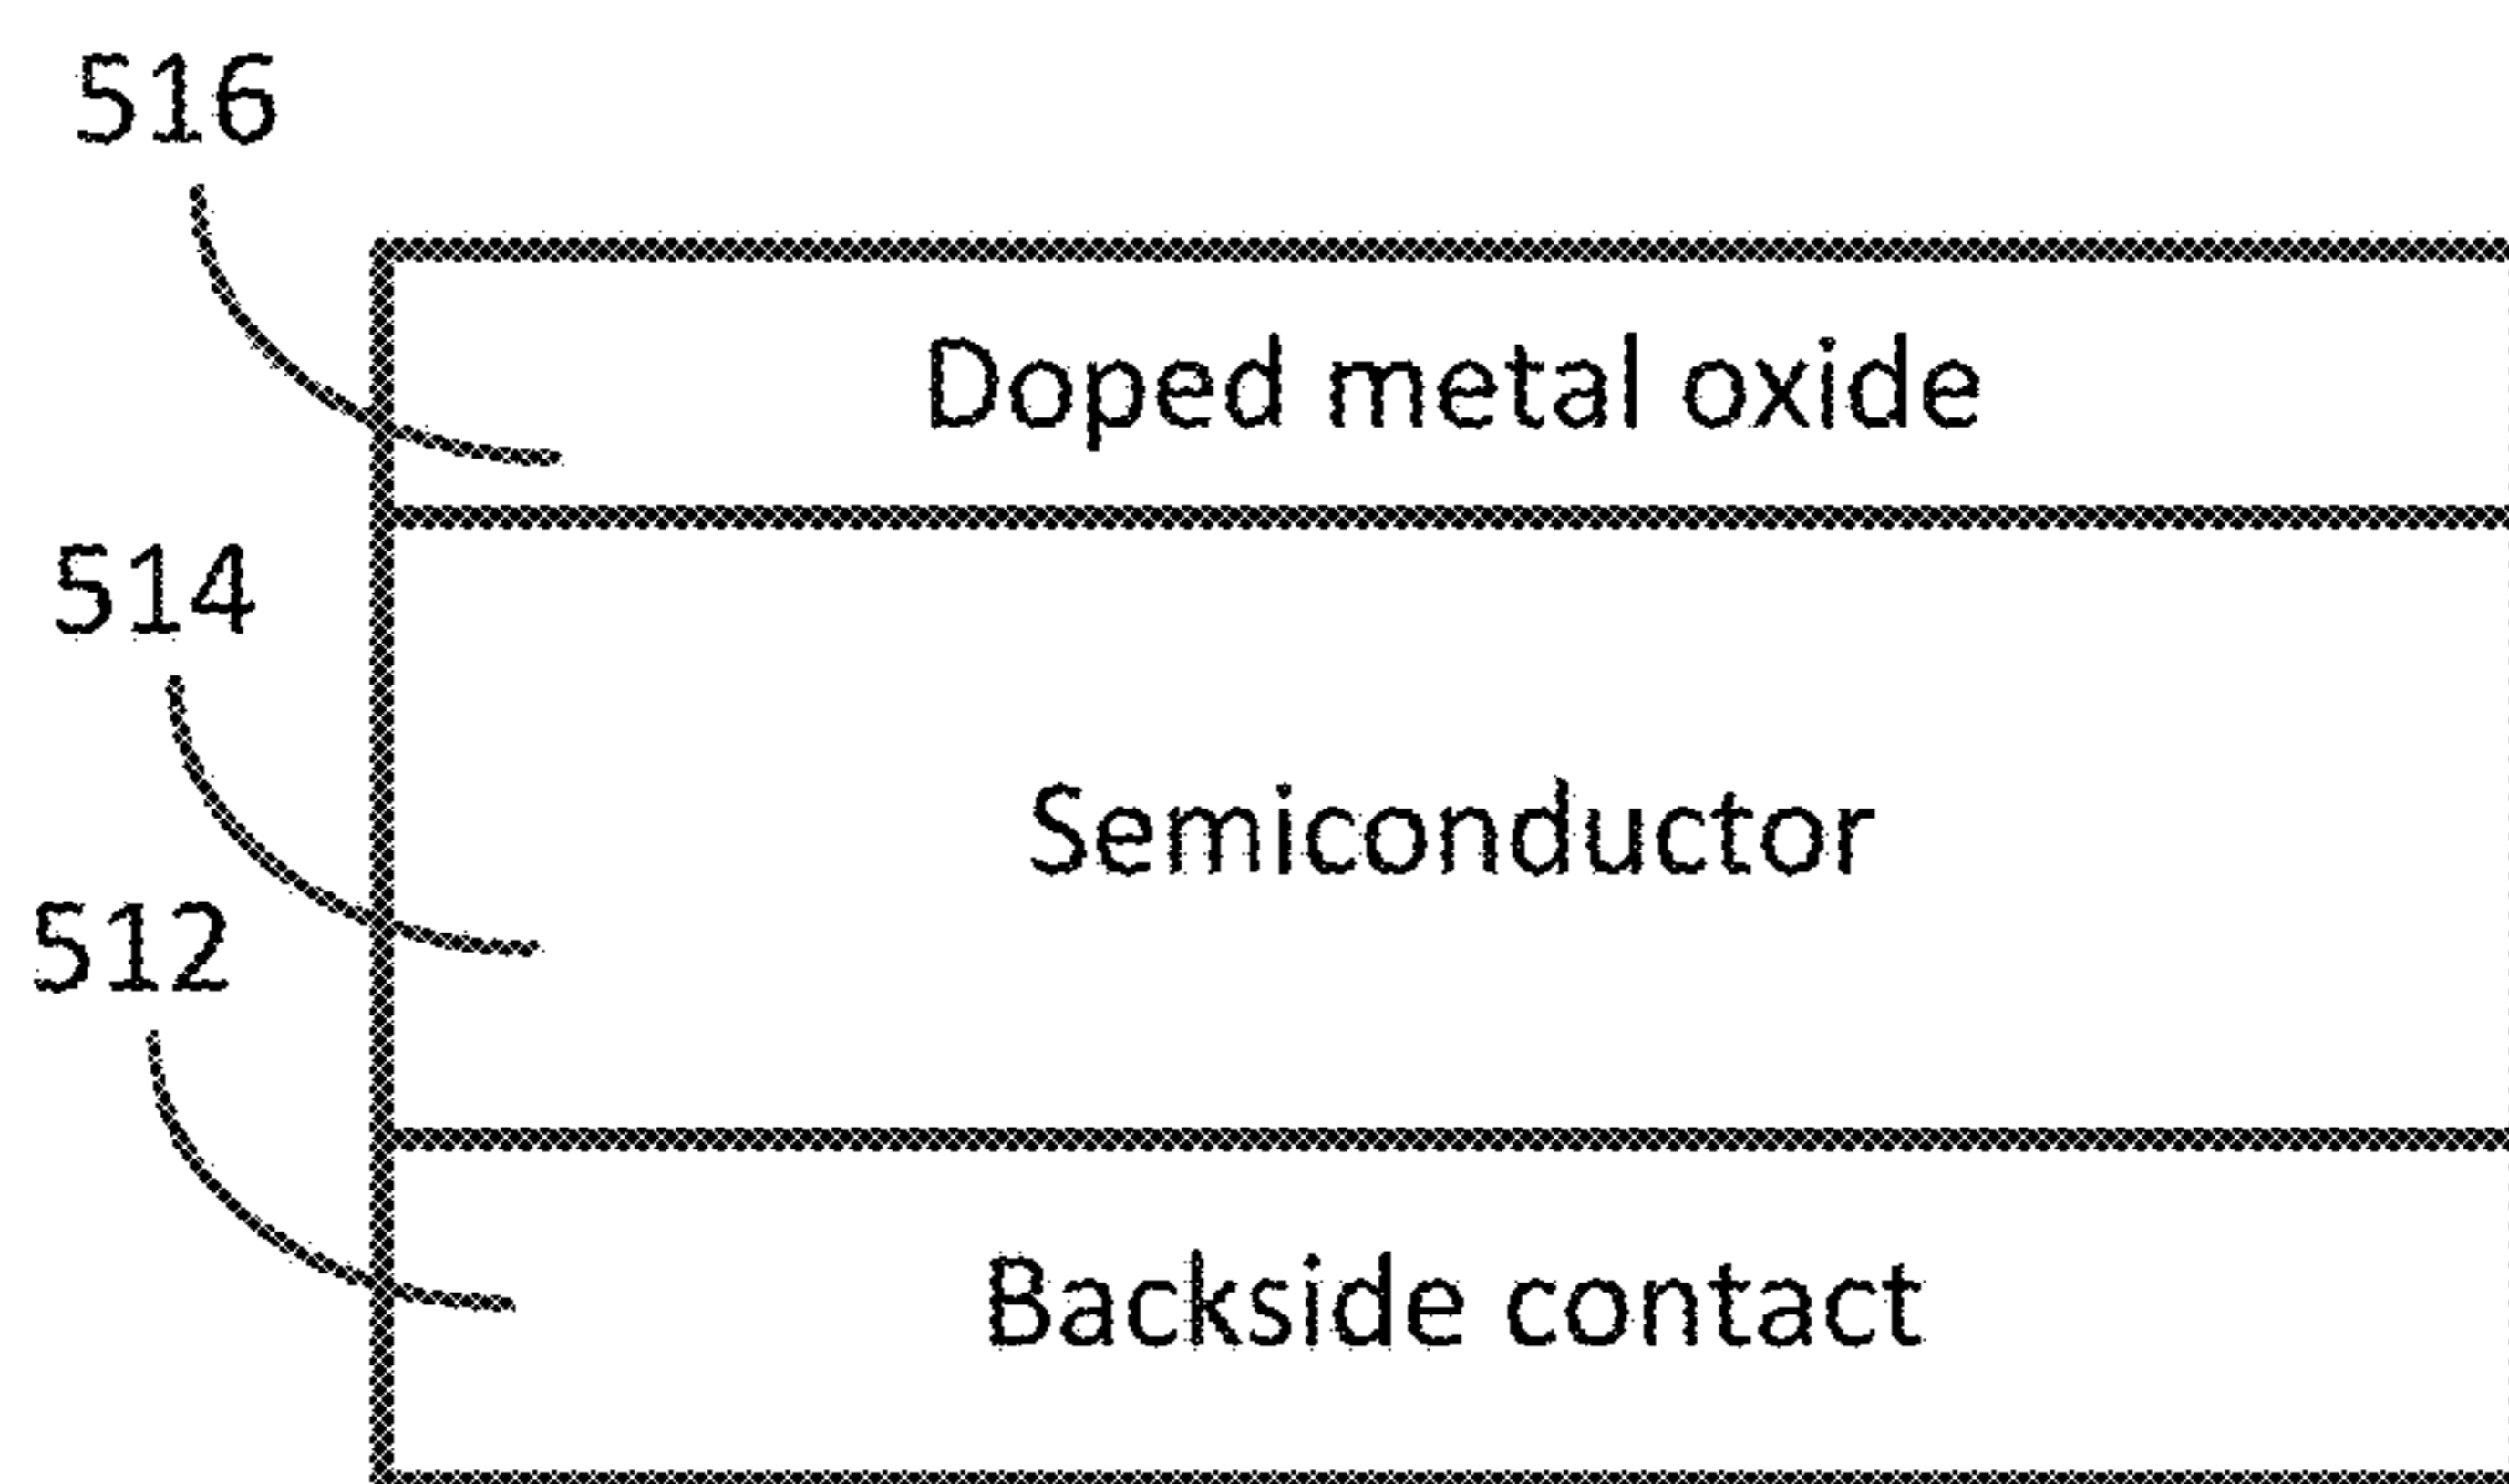 516
Doped metal oxide
514
Semiconductor
512
Backside contact